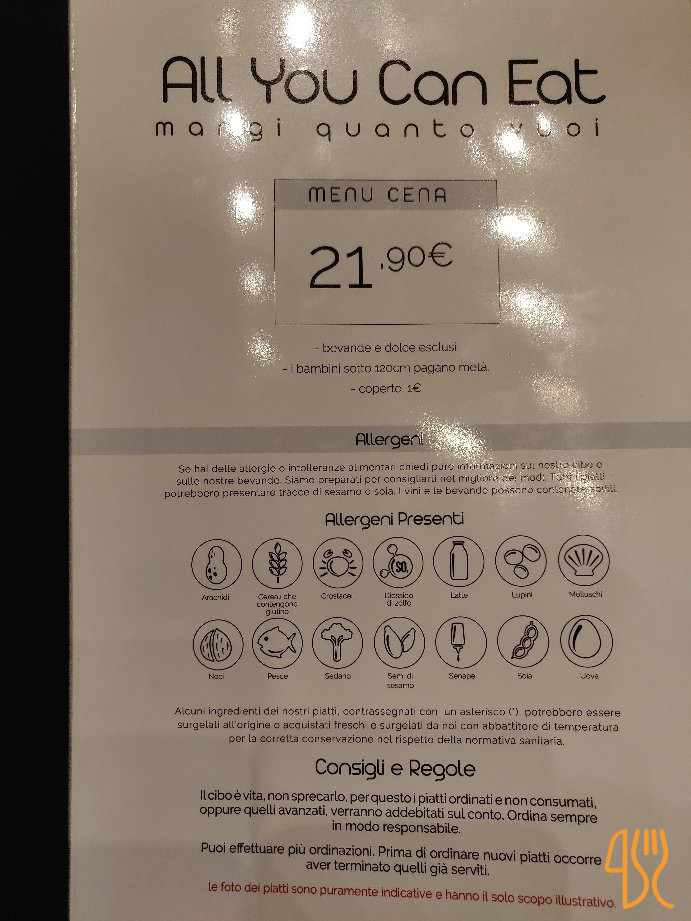 All You Can Eat
mangi quanto vuoi
MENU CENA
21,90€
- bevande e dolce esclusi
- i bambini sotto 120cm pagano metà.
- coperto 1€
Allergeni
Se hai delle allergie o intolleranze alimentari chiedi pure informazioni sul nostro cibo e
sulle nostre bevande. Siamo preparati per consigliarti nel migliore dei modi. Tutti i piatti
potrebbero presentare tracce di sesamo e soia. I vini e le bevande possono contenere solfiti.
Allergeni Presenti
SO₂
Arachidi Cereali che Crostacei Diossido Latte Lupini Molluschi
contengono di zolfo
glutine
Noci Pesce Sedano Semi di Senape Soia Uova
sesamo
Alcuni ingredienti dei nostri piatti, contrassegnati con un asterisco (*), potrebbero essere
surgelati all'origine o acquistati freschi e surgelati da noi con abbattitore di temperatura
per la corretta conservazione nel rispetto della normativa sanitaria.
Consigli e Regole
Il cibo è vita, non sprecarlo, per questo i piatti ordinati e non consumati,
oppure quelli avanzati, verranno addebitati sul conto. Ordina sempre
in modo responsabile.
Puoi effettuare più ordinazioni. Prima di ordinare nuovi piatti occorre
aver terminato quelli già serviti.
le foto dei piatti sono puramente indicative e hanno il solo scopo illustrativo.